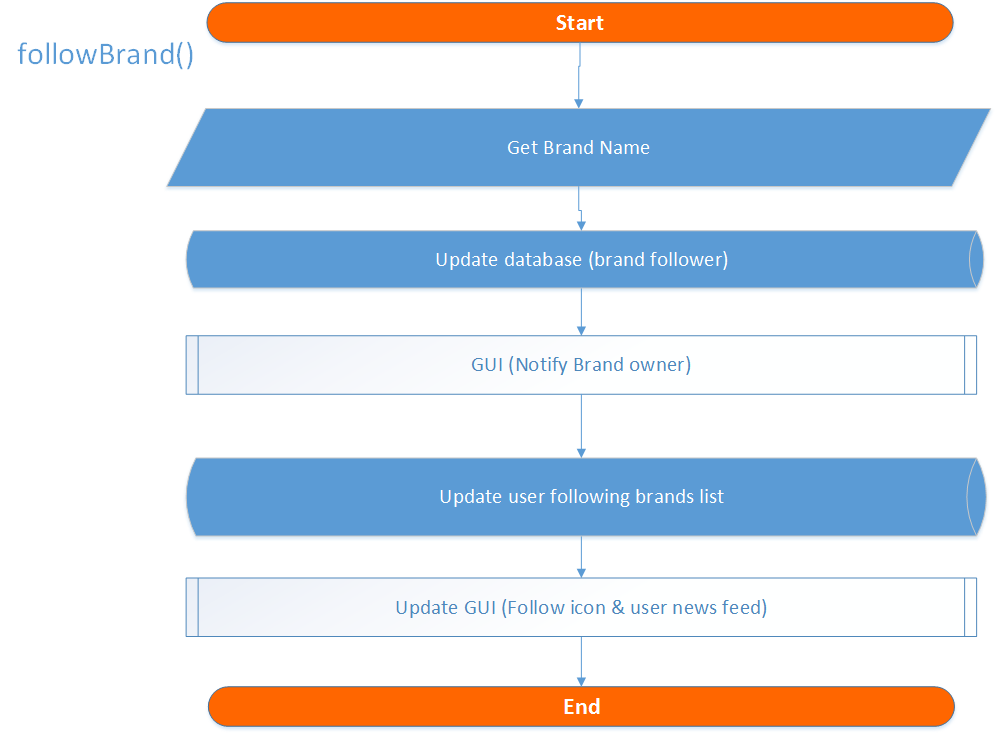 Start
followBrand()
Get Brand Name
Update database (brand follower)
GUI (Notify Brand owner)
Update user following brands list
Update GUI (Follow icon & user news feed)
End